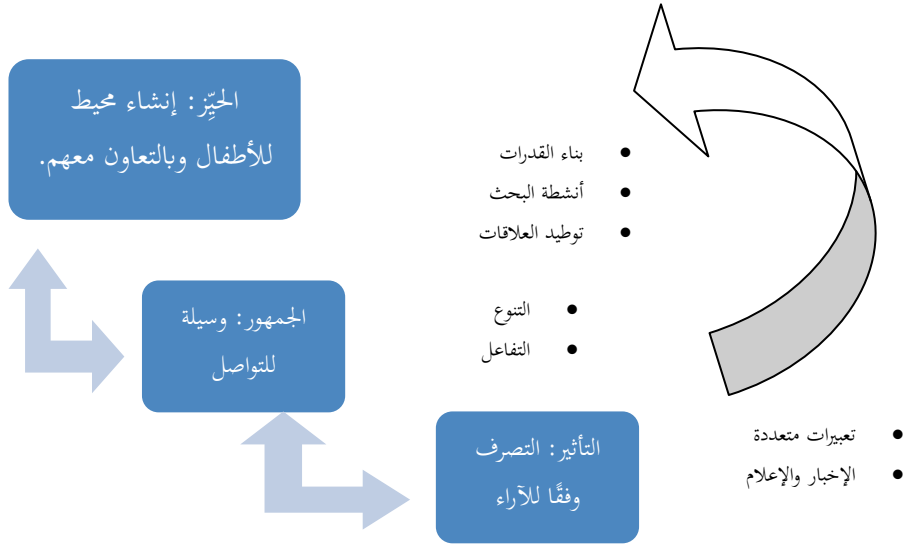 الحيِّز: إنشاء محيط
للأطفال وبالتعاون معهم.
• بناء القدرات
• أنشطة البحث
• توطيد العلاقات
الجمهور: وسيلة
للتواصل
• التنوع
• التفاعل
التأثير: التصرف
وفقًا للآراء
• تعبيرات متعددة
• الإخبار والإعلام